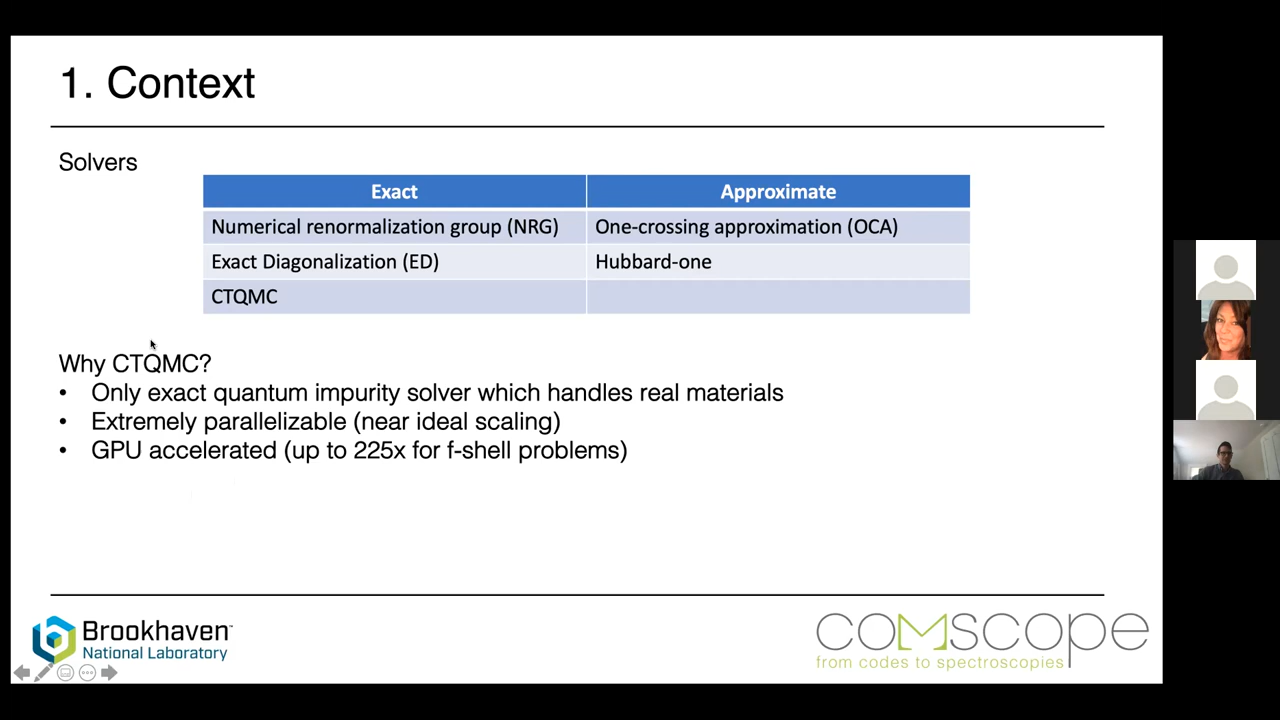 1. Context
Solvers
Exact Approximate
Numerical renormalization group (NRG) One-crossing approximation (OCA)
Exact Diagonalization (ED) Hubbard-one
CTQMC
Why CTQMC?
• Only exact quantum impurity solver which handles real materials
• Extremely parallelizable (near ideal scaling)
• GPU accelerated (up to 225x for f-shell problems)
Brookhaven™
National Laboratory
comscope
from codes to spectroscopies